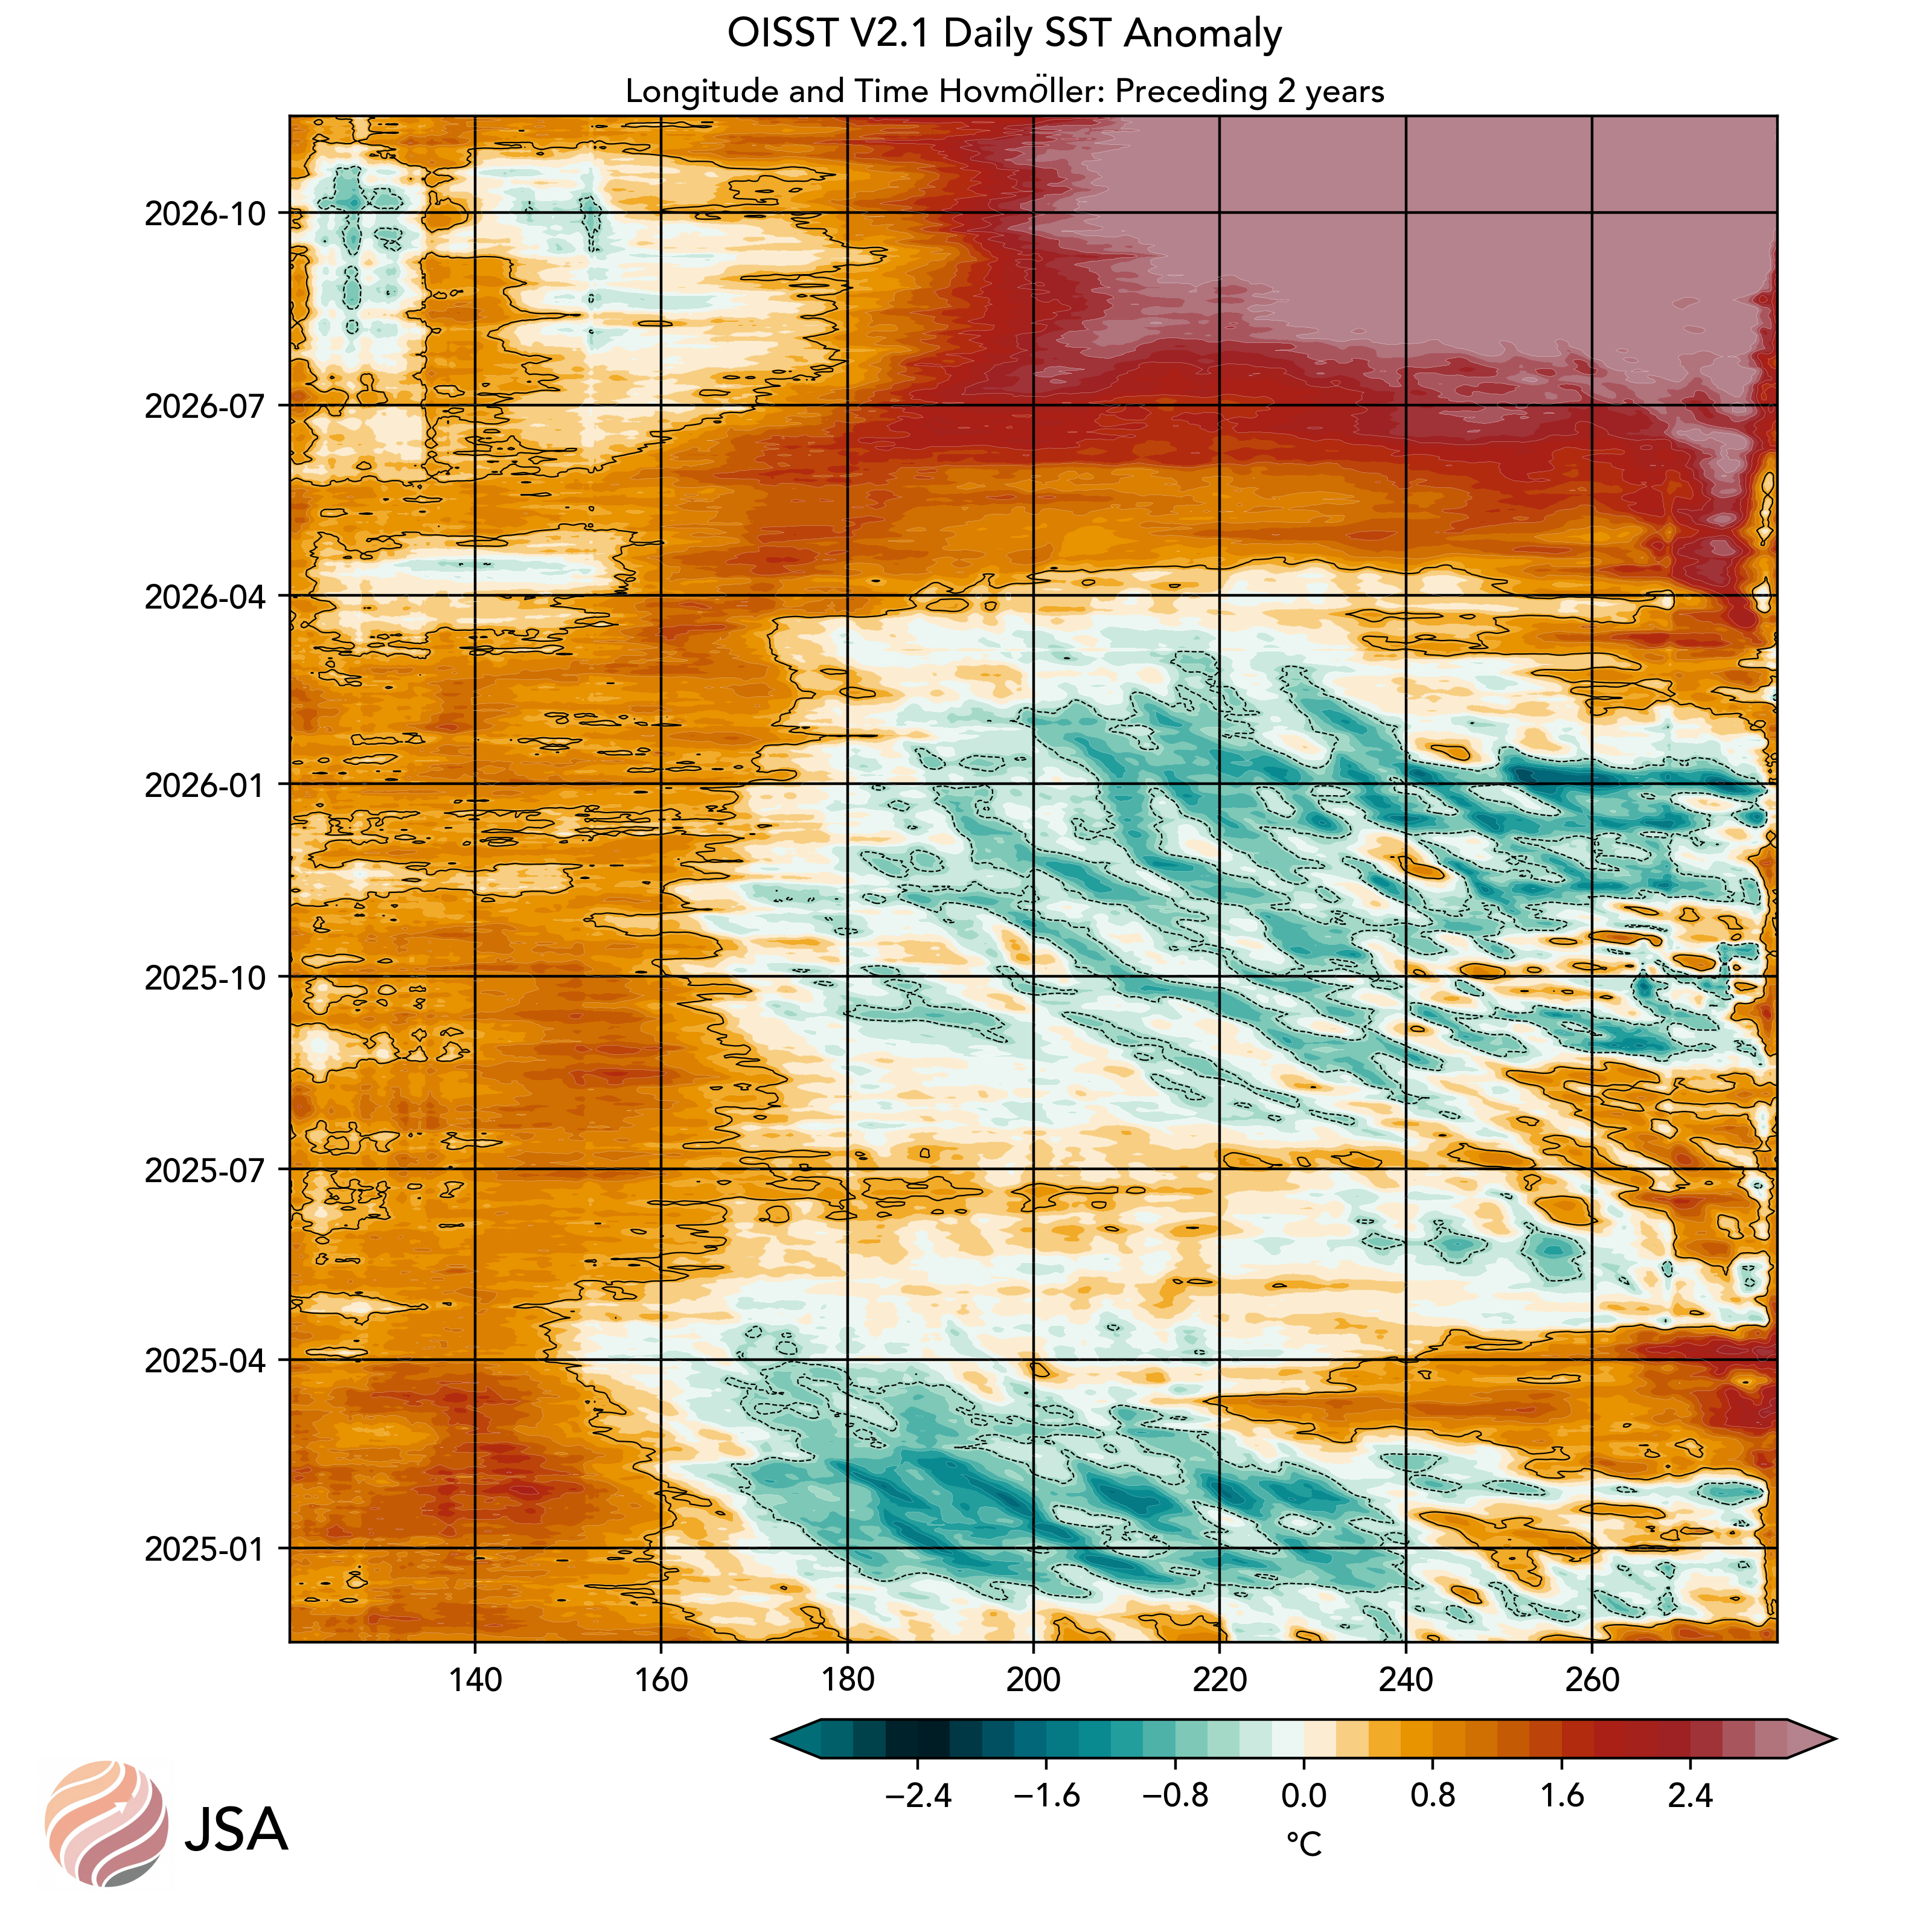 OISST V2.1 Daily SST Anomaly
Longitude and Time Hovmöller: Preceding 2 years
2026-10
2026-07
2026-04
2026-01
2025-10
2025-07
2025-04
2025-01
140 160 180 200 220 240 260
−2.4 −1.6 −0.8 0.0 0.8 1.6 2.4
°C
JSA